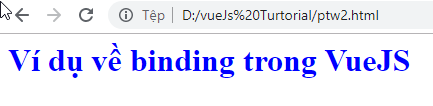 Tệp D:/vueJs%20Turtorial/ptw2.html
Ví dụ về binding trong VueJS